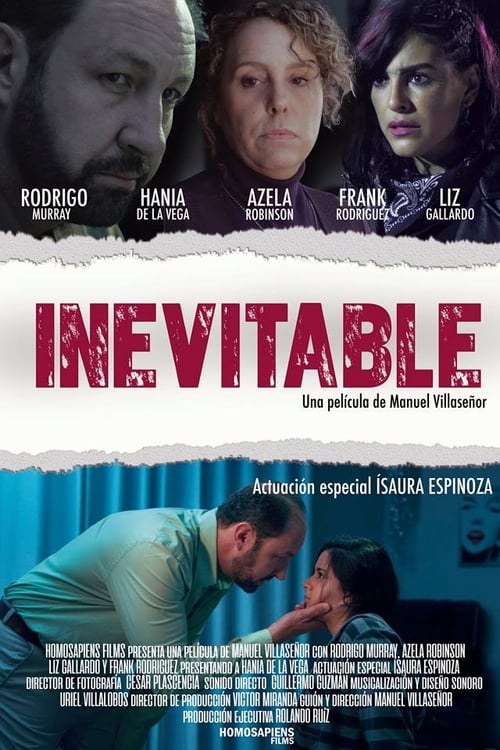 RODRIGO MURRAY
HANIA DE LA VEGA
AZELA ROBINSON
FRANK RODRIGUEZ
LIZ GALLARDO
INEVITABLE
Una película de Manuel Villaseñor
Actuación especial ÍSAURA ESPINOZA
HOMOSAPIENS FILMS PRESENTA UNA PELÍCULA DE MANUEL VILLASEÑOR CON RODRIGO MURRAY, AZELA ROBINSON
LIZ GALLARDO Y FRANK RODRIGUEZ PRESENTANDO A HANIA DE LA VEGA ACTUACIÓN ESPECIAL ÍSAURA ESPINOZA
DIRECTOR DE FOTOGRAFÍA CESAR PLASCENCIA SONIDO DIRECTO GUILLERMO GUZMÁN MUSICALIZACIÓN Y DISEÑO SONORO
URIEL VILLALOBOS DIRECTOR DE PRODUCCIÓN VICTOR MIRANDA GUIÓN Y DIRECCIÓN MANUEL VILLASEÑOR
PRODUCCIÓN EJECUTIVA ROLANDO RUÍZ
HOMOSAPIENS
FILMS